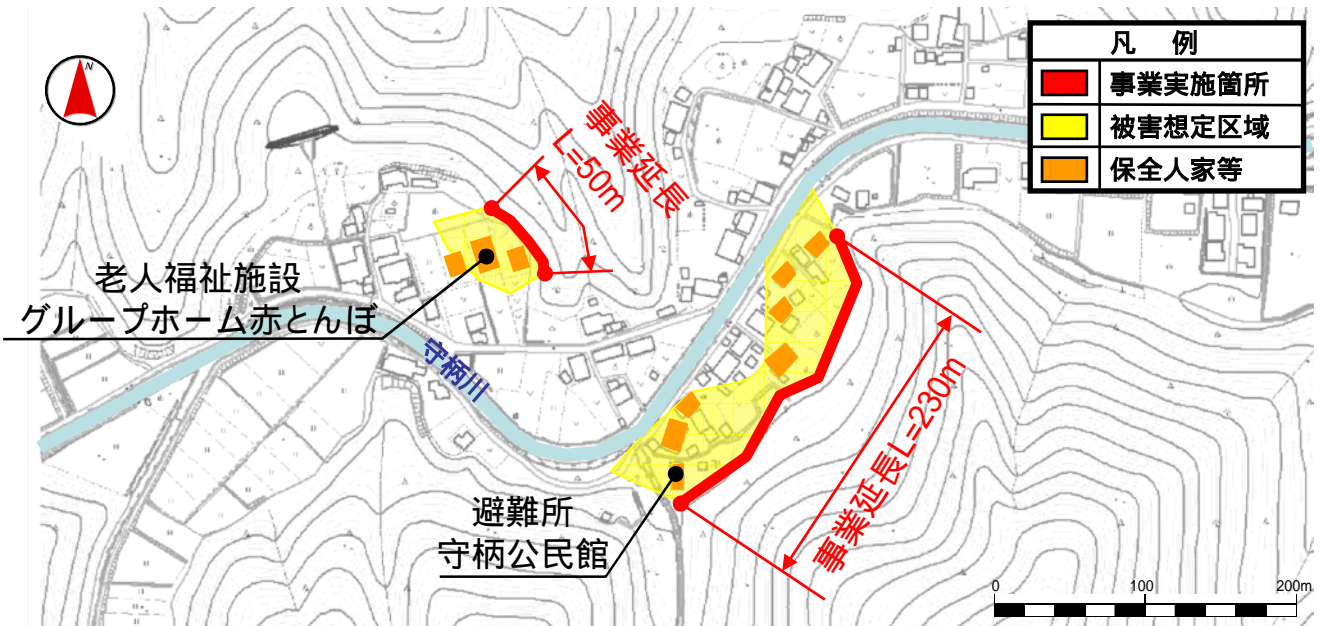 N
凡 例
事業実施箇所
被害想定区域
保全人家等
事業延長
L=50m
老人福祉施設
グループホーム赤とんぼ
守柄川
避難所
守柄公民館
事業延長L=230m
0 100 200m